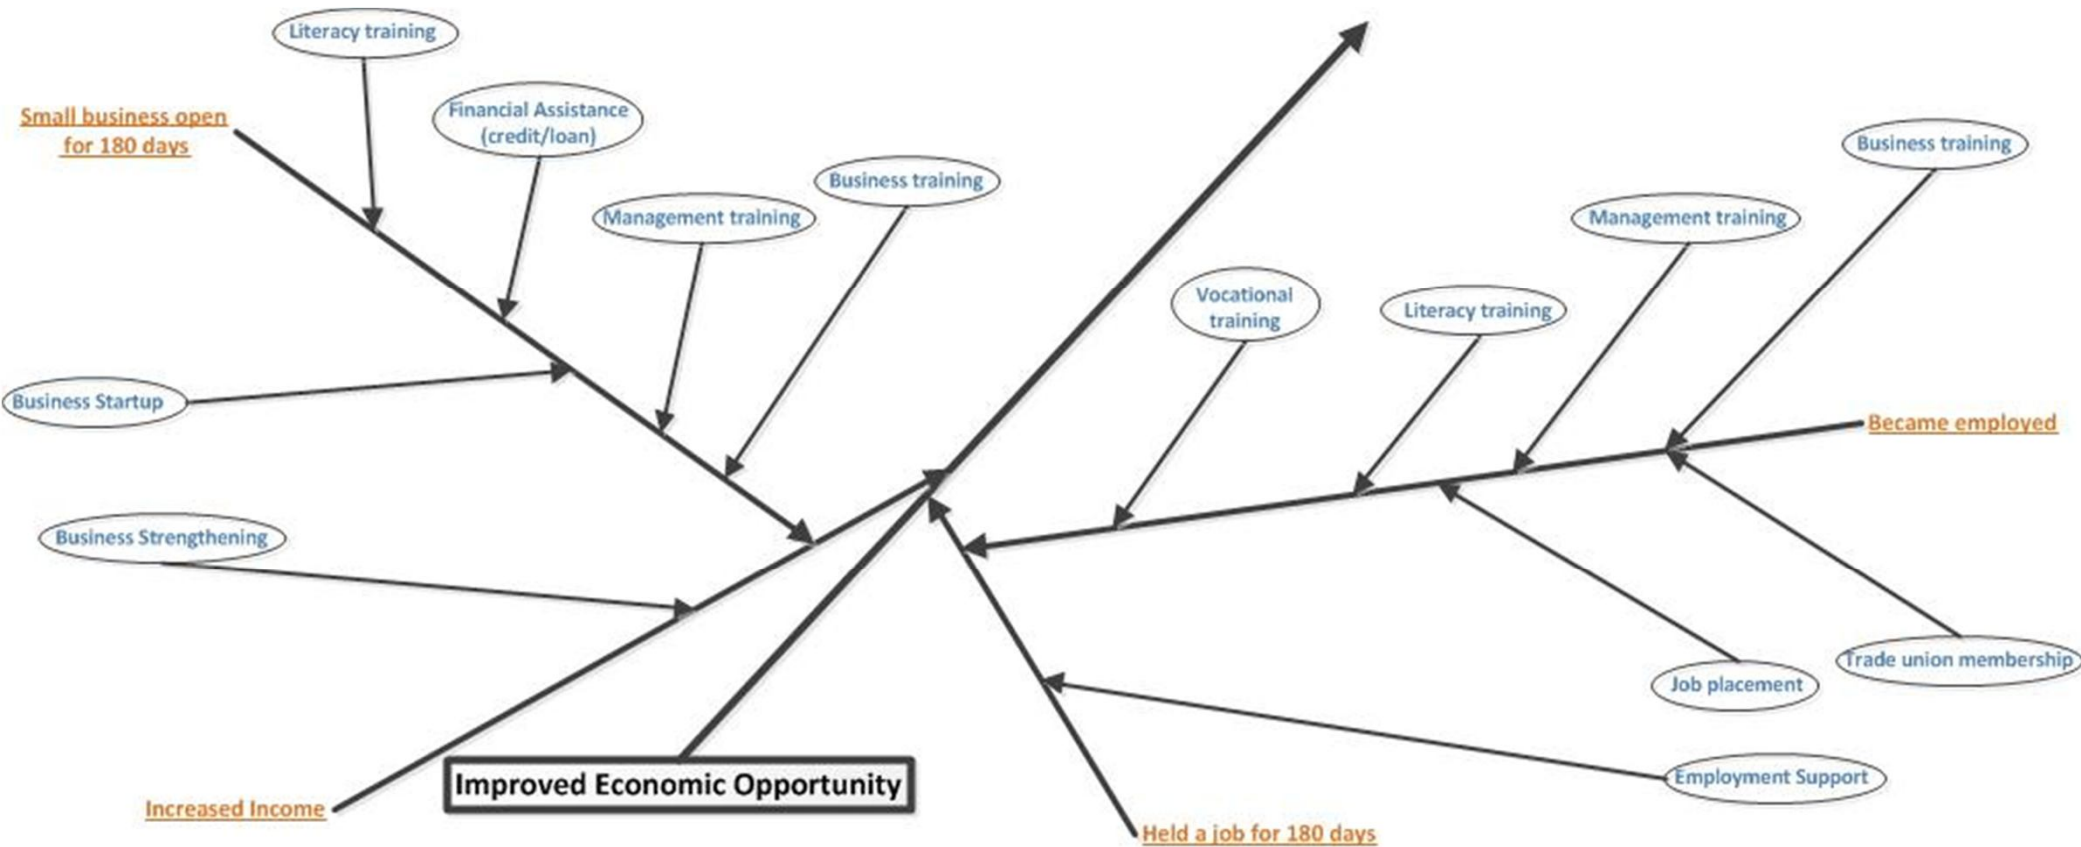 Literacy training
Financial Assistance
(credit/loan)
Small business open
for 180 days
Business training
Management training
Business training
Management training
Vocational
training
Literacy training
Business Startup
Became employed
Business Strengthening
Trade union membership
Job placement
Employment Support
Improved Economic Opportunity
Increased Income
Held a job for 180 days